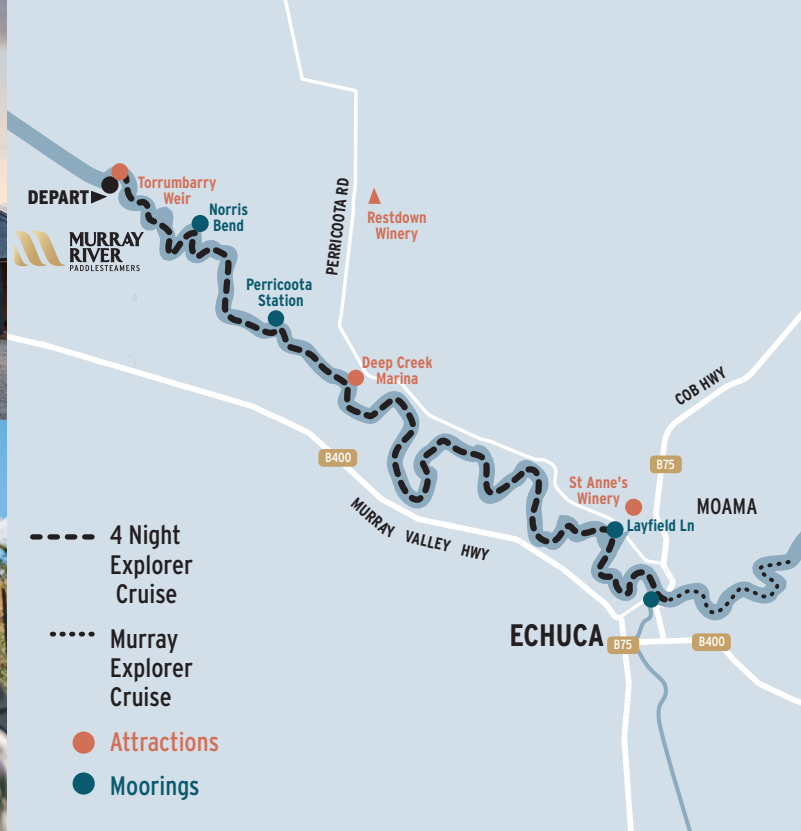 DEPART
Torrumbarry
Weir
Norris
Bend
MURRAY
RIVER
PADDLESTEAMERS
PERRICOOTA RD
Restdown
Winery
Perricoota
Station
Deep Creek
Marina
COB HWY
B400
B75
St Anne's
Winery
MOAMA
Layfield Ln
MURRAY VALLEY HWY
ECHUCA
B75
B400
4 Night
Explorer
Cruise
Murray
Explorer
Cruise
Attractions
Moorings